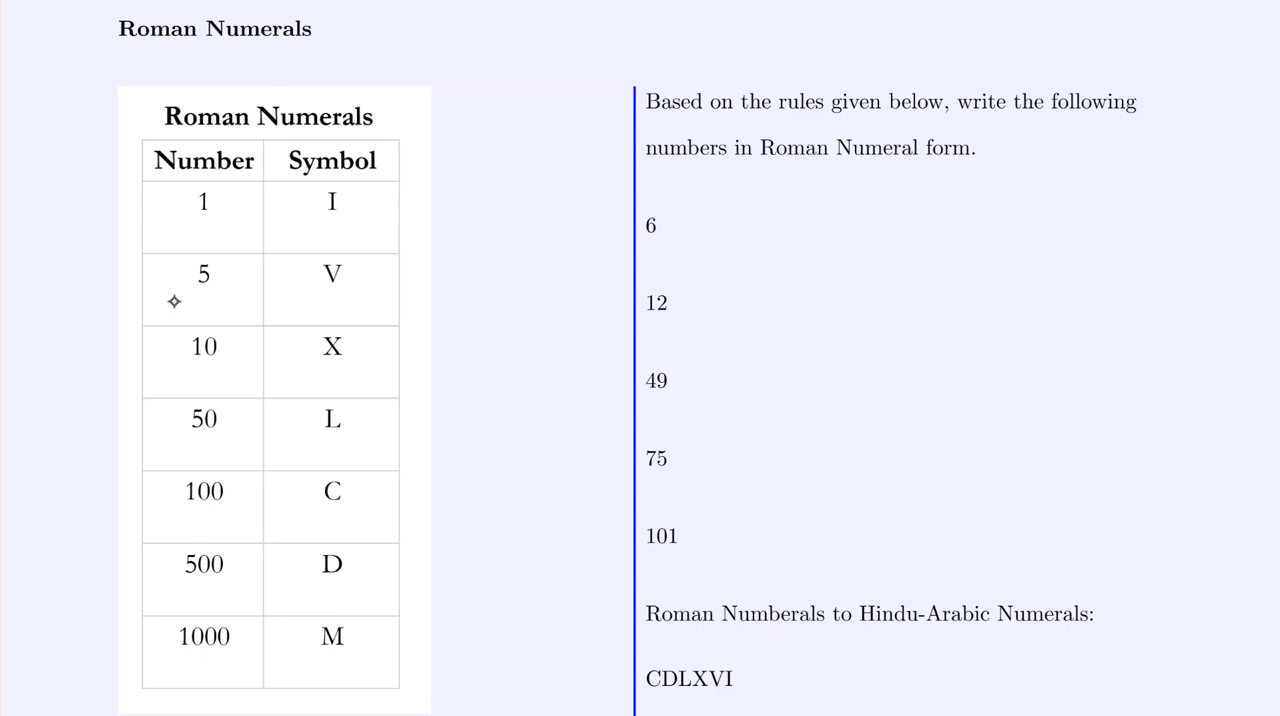 Roman Numerals
Roman Numerals
Number Symbol
1 I
5 V
10 X
50 L
100 C
500 D
1000 M
Based on the rules given below, write the following
numbers in Roman Numeral form.
6
12
49
75
101
Roman Numberals to Hindu-Arabic Numerals:
CDLXVI